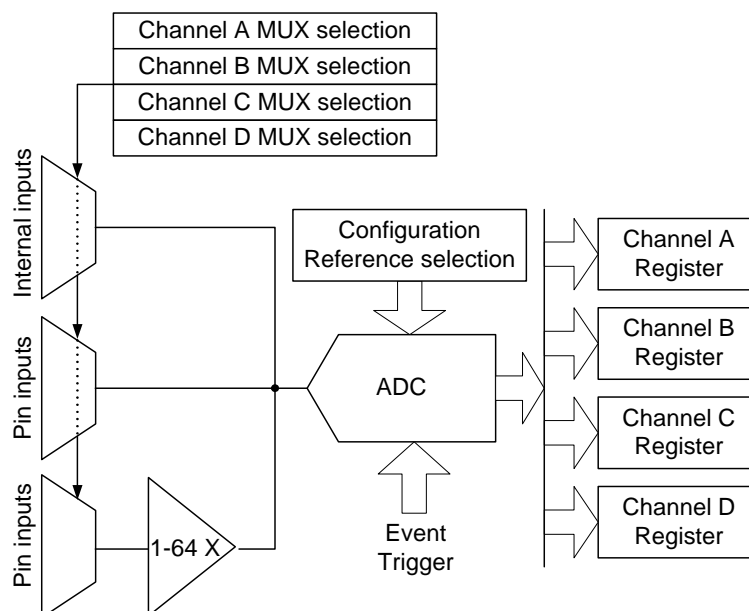 Channel A MUX selection
Channel B MUX selection
Channel C MUX selection
Channel D MUX selection
Internal inputs
Pin inputs
Pin inputs
1-64 X
Configuration
Reference selection
ADC
Event
Trigger
Channel A
Register
Channel B
Register
Channel C
Register
Channel D
Register